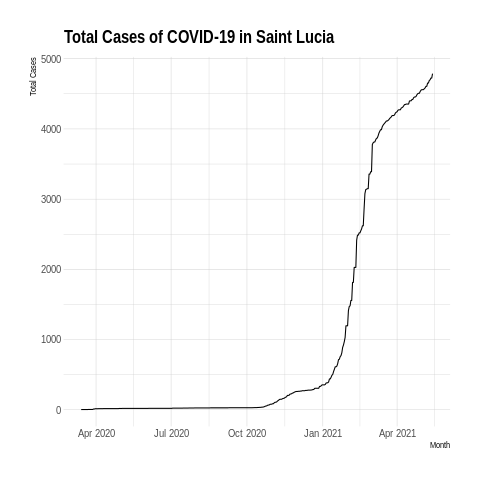 Total Cases of COVID-19 in Saint Lucia
Total Cases
5000
4000
3000
2000
1000
0
Apr 2020 Jul 2020 Oct 2020 Jan 2021 Apr 2021
Month